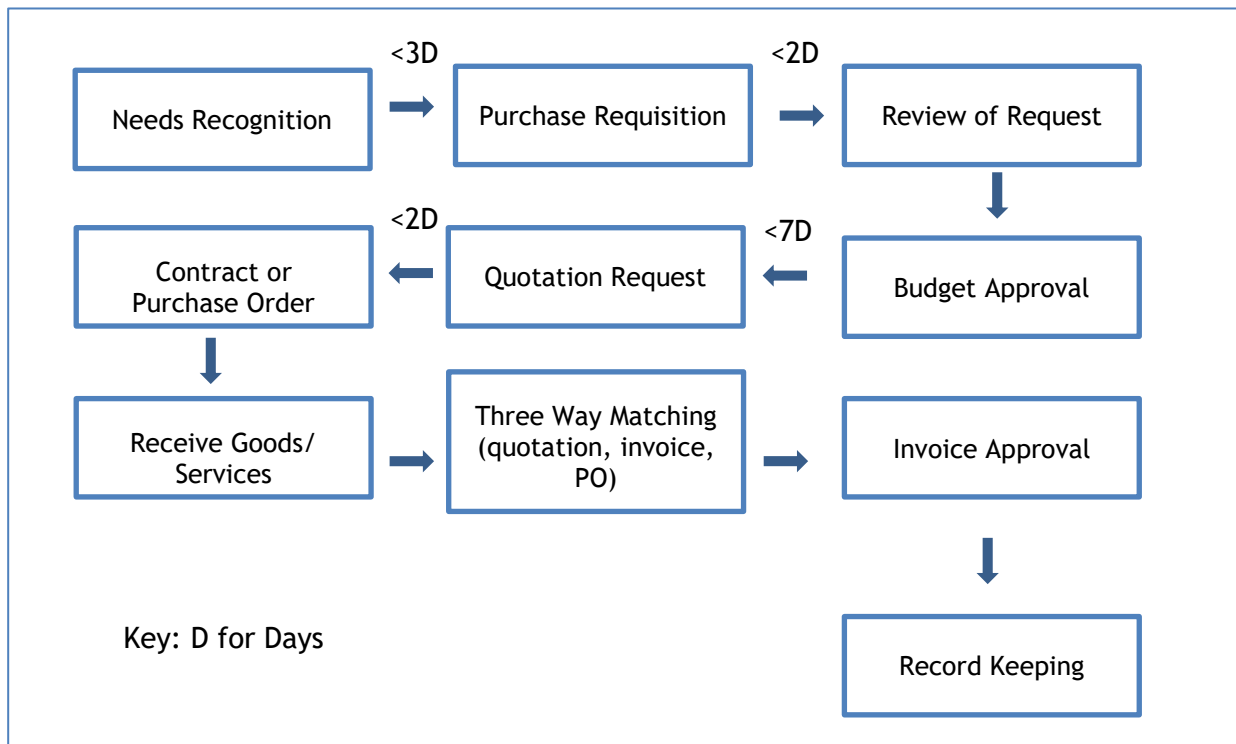 <3D
<2D
Needs Recognition
Purchase Requisition
Review of Request
<2D
<7D
Contract or
Purchase Order
Quotation Request
Budget Approval
Receive Goods/
Services
Three Way Matching
(quotation, invoice,
PO)
Invoice Approval
Key: D for Days
Record Keeping